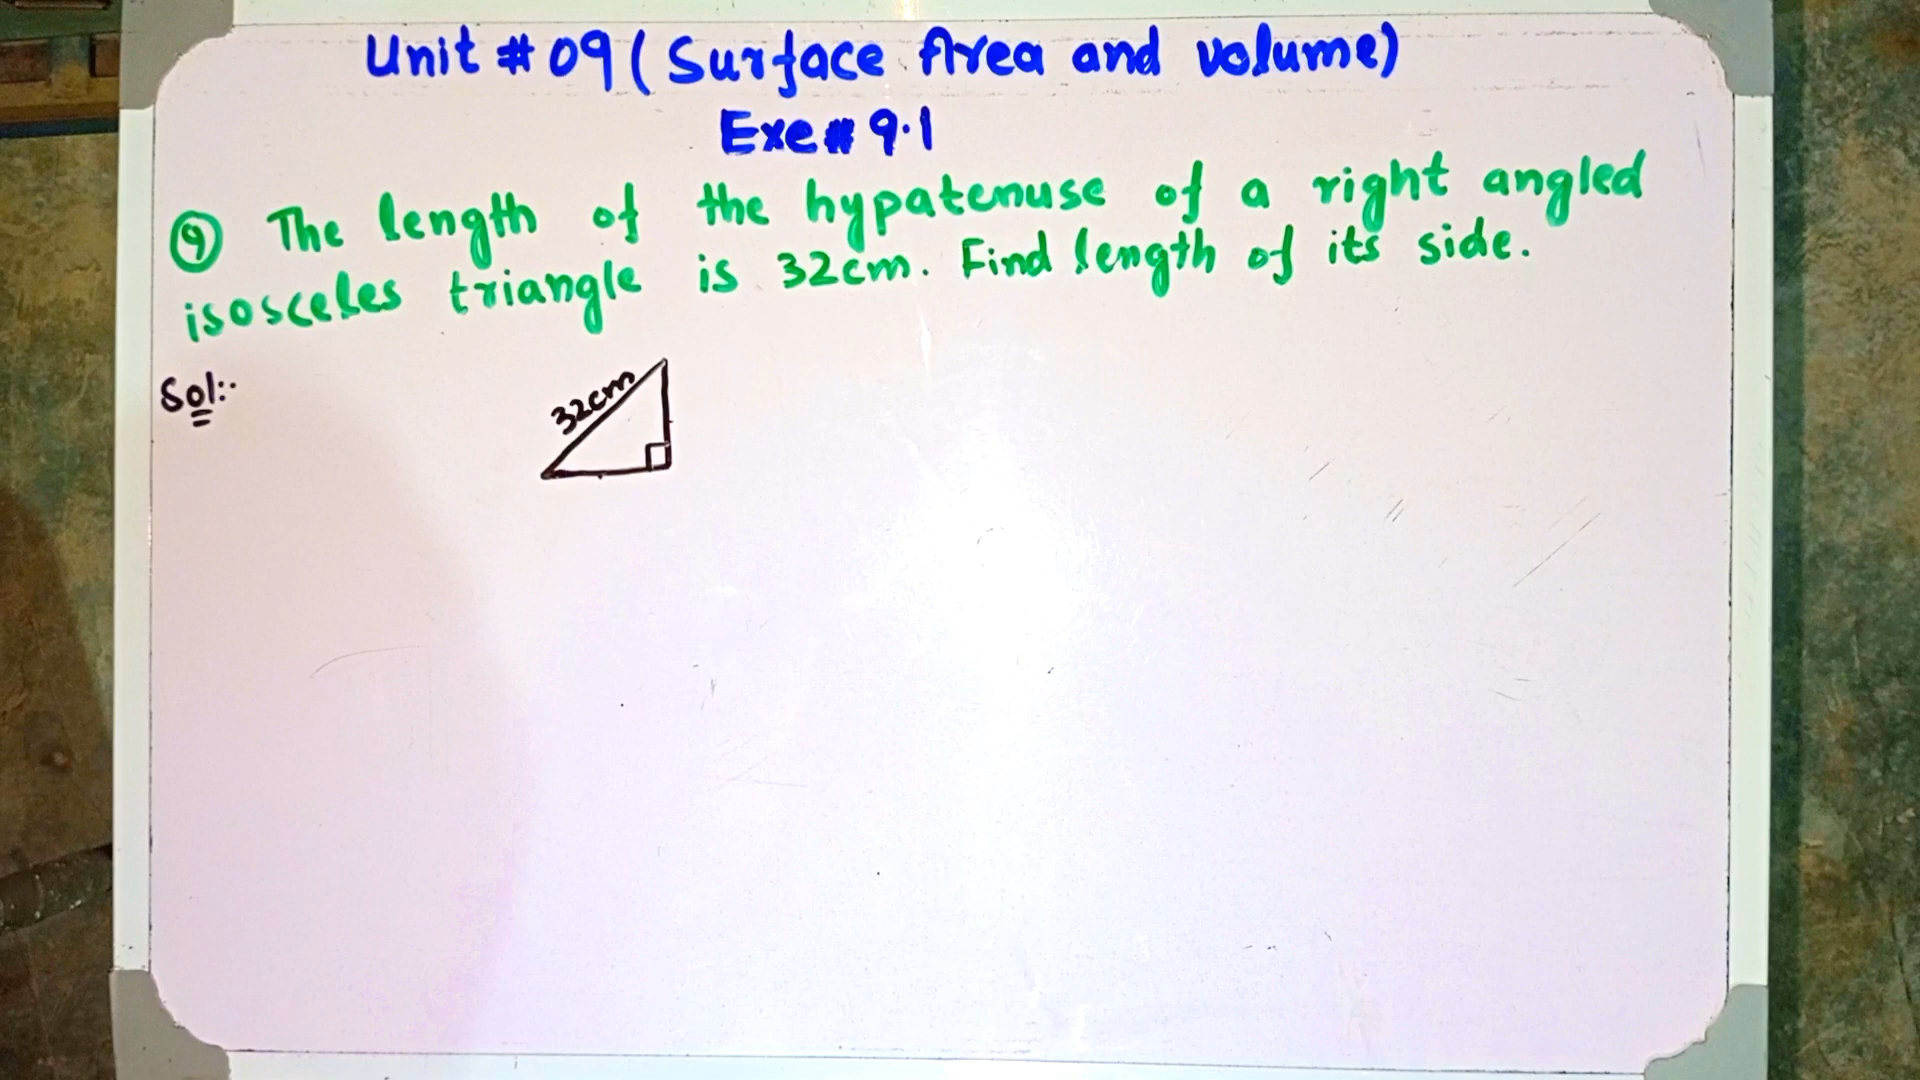 Unit # 09 (Surface Area and volume)
Exe # 9.1
⑨ The length of the hypatenuse of a right angled
isosceles triangle is 32cm. Find length of its side.
Sol:-
32cm